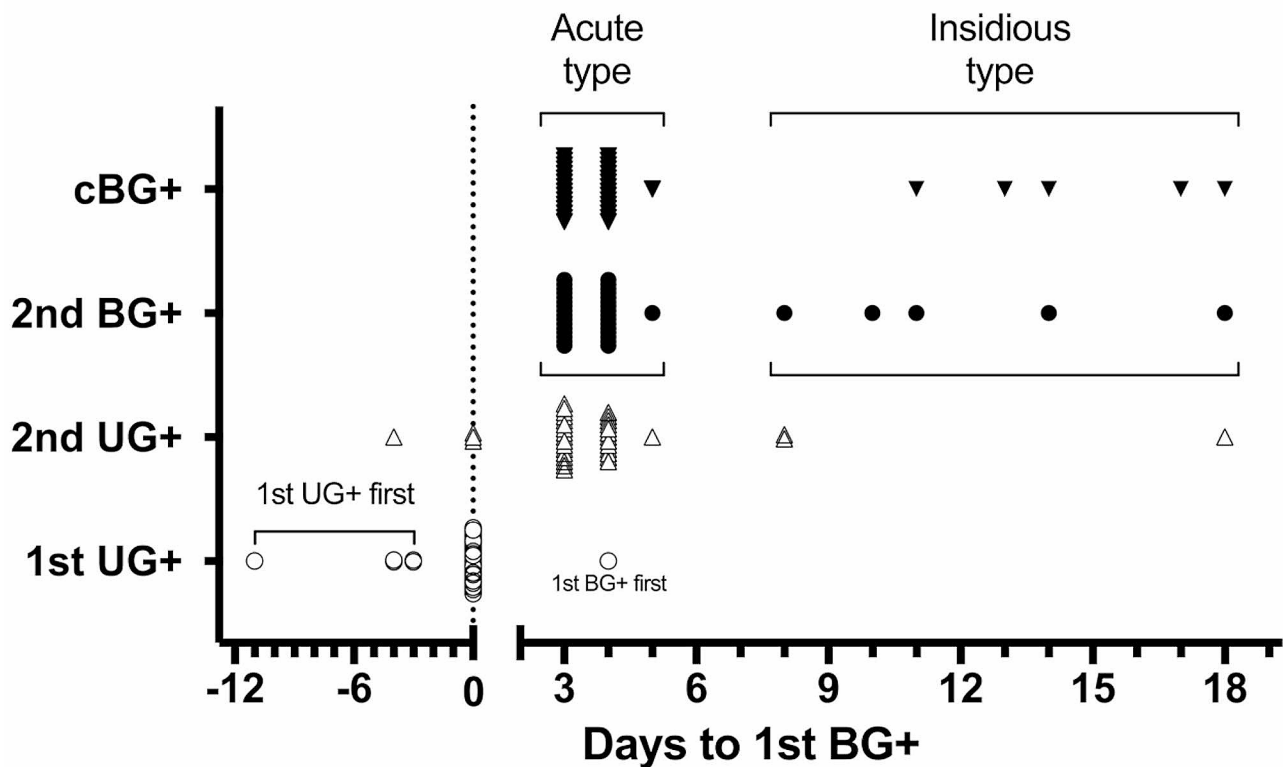 Acute
type
Insidious
type
cBG+
2nd BG+
2nd UG+
1st UG+ first
1st UG+
1st BG+ first
-12 -6 0 3 6 9 12 15 18
Days to 1st BG+